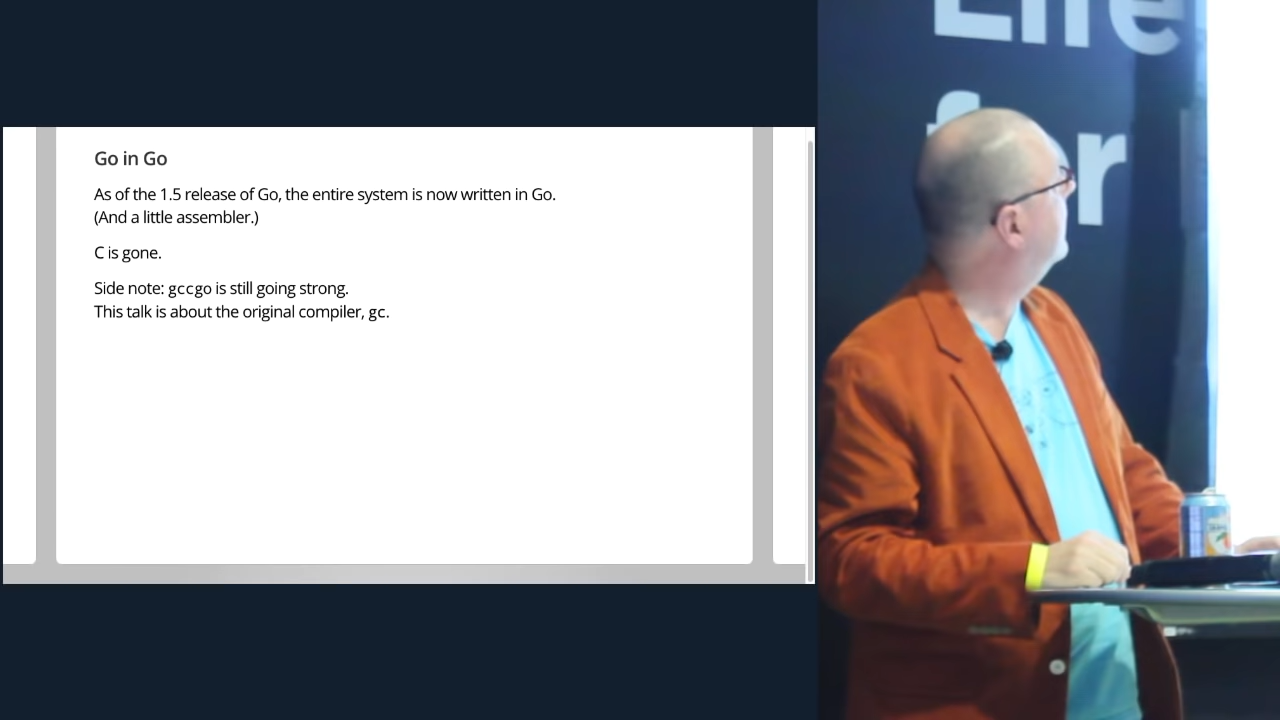 Go in Go
As of the 1.5 release of Go, the entire system is now written in Go.
(And a little assembler.)
C is gone.
Side note: gccgo is still going strong.
This talk is about the original compiler, gc.
Life
for